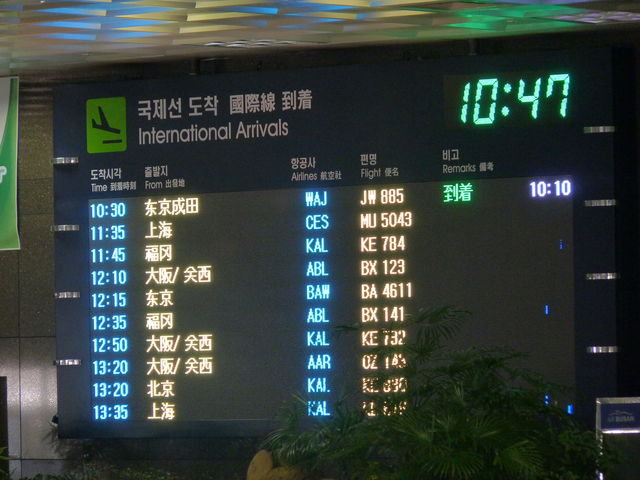 국제선 도착 国際線 到着
International Arrivals
10:47
도착시각 출발지 항공사 편명 비고
Time 到着時刻 From 出發地 Airlines 航空社 Flight 便名 Remarks 備考
10:30 东京成田 WAJ JW 885 到着 10:10
11:35 上海 CES MU 5043
11:45 福冈 KAL KE 784
12:10 大阪/ 关西 ABL BX 123
12:15 东京 BAW BA 4611
12:35 福冈 ABL BX 141
12:50 大阪/ 关西 KAL KE 732
13:20 大阪/ 关西 AAR OZ 145
13:20 北京 KAL
13:35 上海 KAL